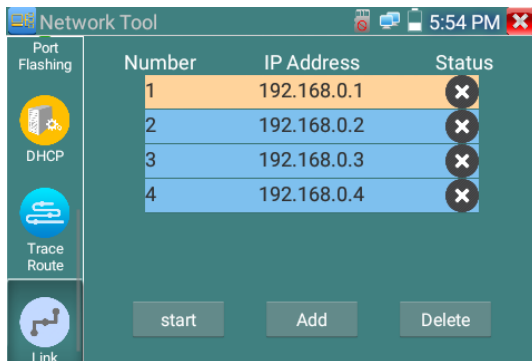 Network Tool
5:54 PM
Port
Flashing
DHCP
Trace
Route
Link
Number IP Address Status
1 192.168.0.1
2 192.168.0.2
3 192.168.0.3
4 192.168.0.4
start Add Delete